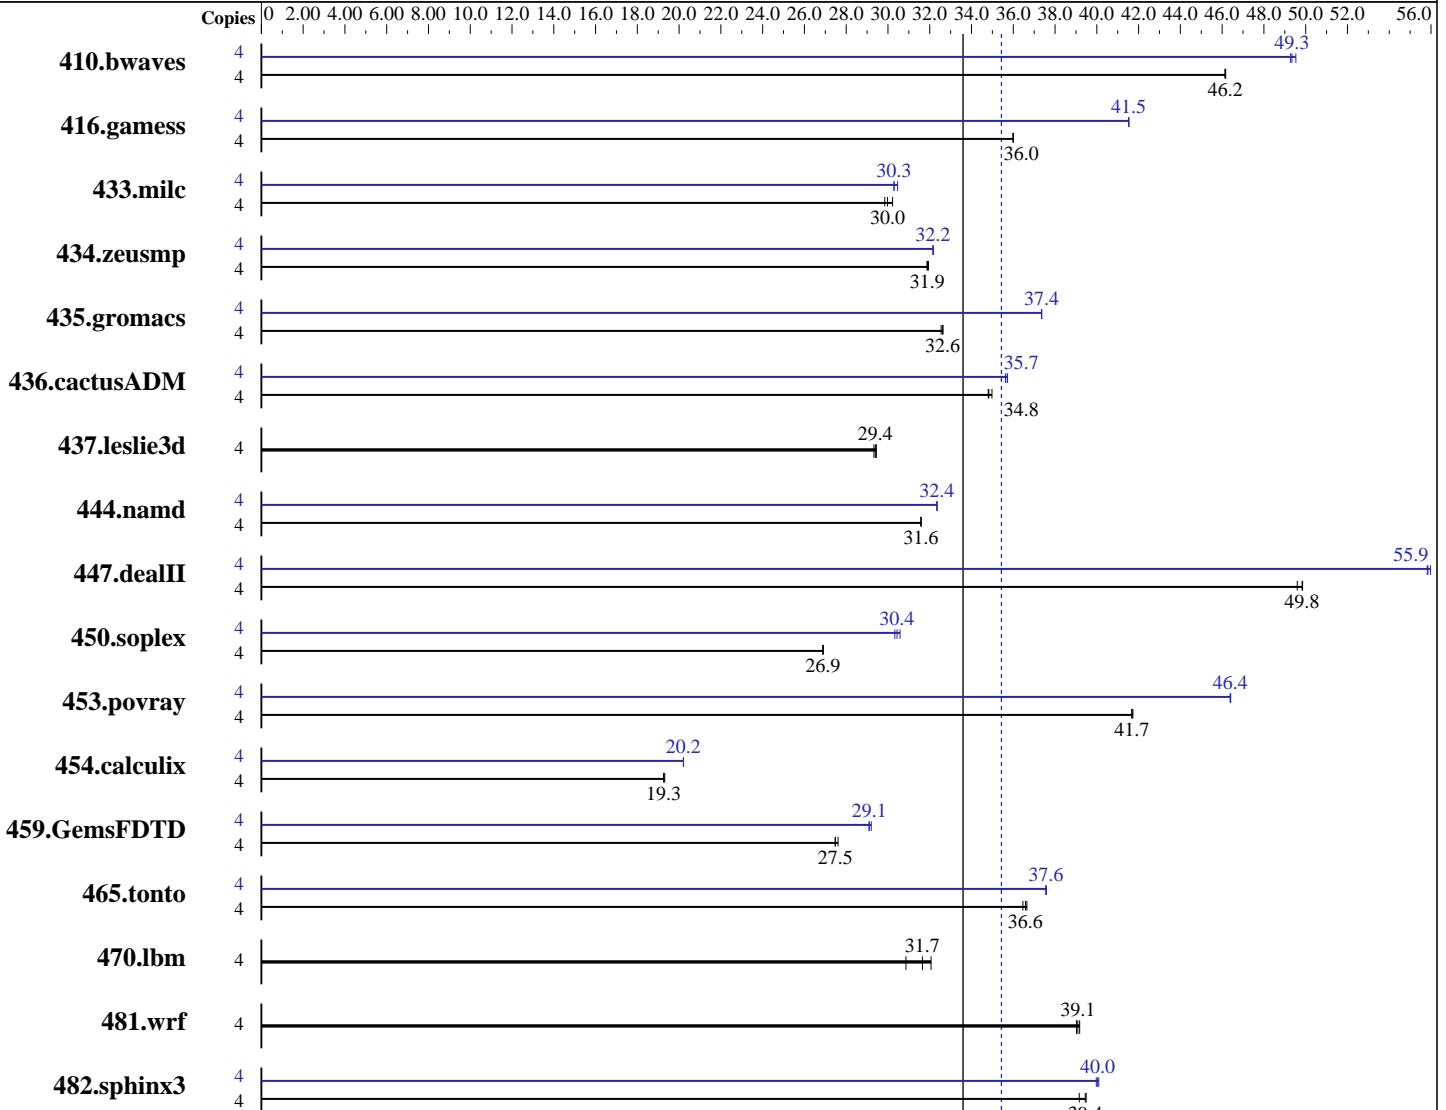 Copies 0 2.00 4.00 6.00 8.00 10.0 12.0 14.0 16.0 18.0 20.0 22.0 24.0 26.0 28.0 30.0 32.0 34.0 36.0 38.0 40.0 42.0 44.0 46.0 48.0 50.0 52.0 56.0
410.bwaves 4 49.3
4 46.2
416.gamess 4 41.5
4 36.0
433.milc 4 30.3
4 30.0
434.zeusmp 4 32.2
4 31.9
435.gromacs 4 37.4
4 32.6
436.cactusADM 4 35.7
4 34.8
437.leslie3d 4 29.4
444.namd 4 32.4
4 31.6
447.dealII 4 55.9
4 49.8
450.soplex 4 30.4
4 26.9
453.povray 4 46.4
4 41.7
454.calculix 4 20.2
4 19.3
459.GemsFDTD 4 29.1
4 27.5
465.tonto 4 37.6
4 36.6
470.lbm 4 31.7
481.wrf 4 39.1
482.sphinx3 4 40.0
4